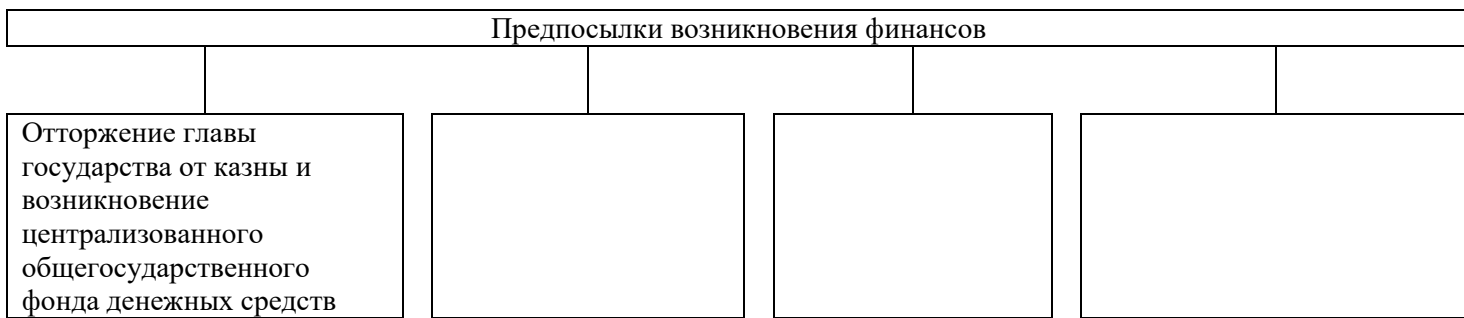 Предпосылки возникновения финансов
Отторжение главы
государства от казны и
возникновение
централизованного
общегосударственного
фонда денежных средств